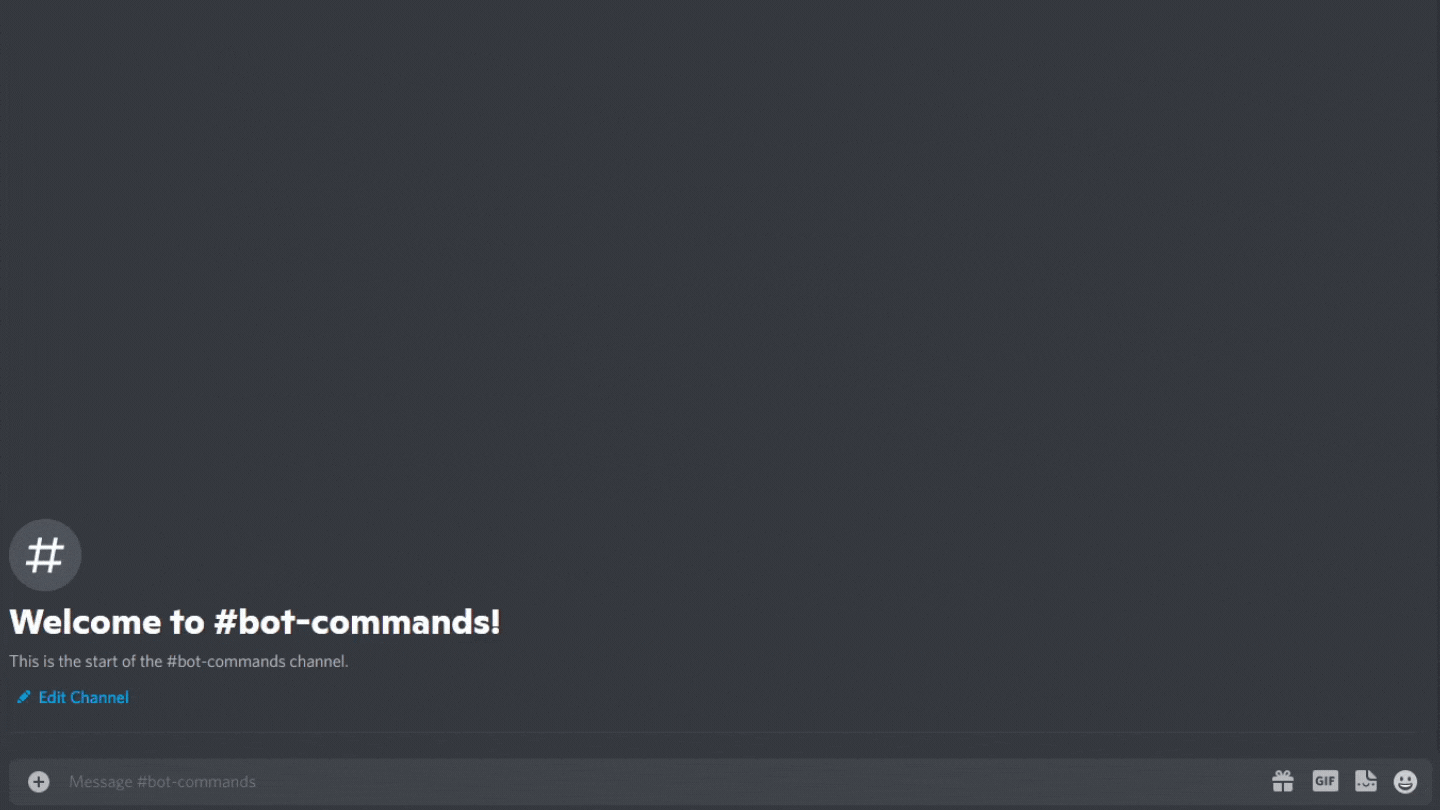 #
Welcome to #bot-commands!
This is the start of the #bot-commands channel.
Edit Channel
Message #bot-commands
GIF